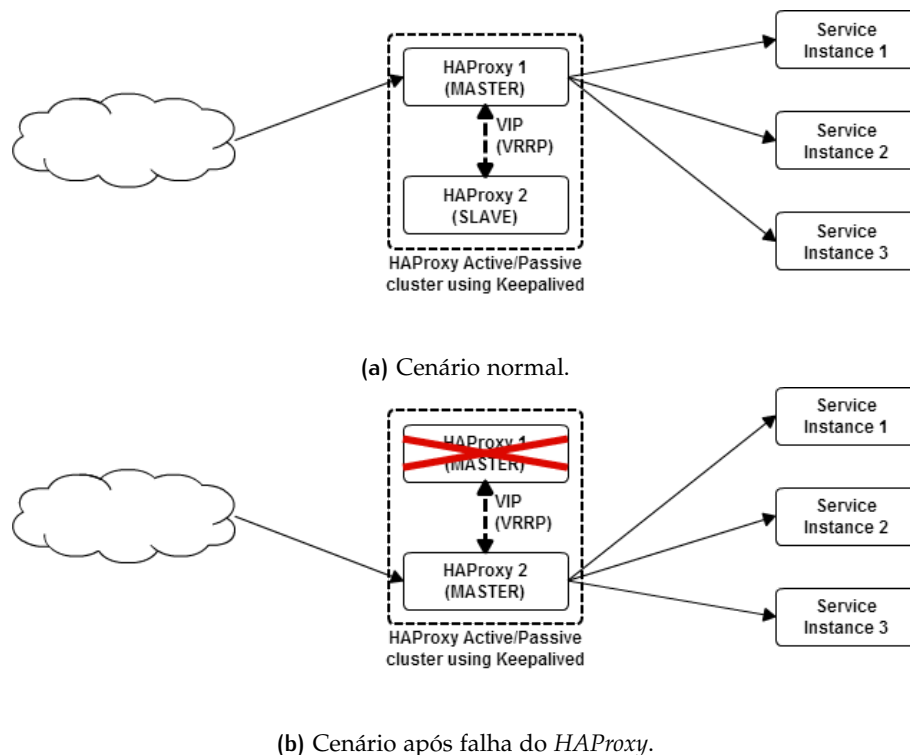 HAProxy 1
(MASTER)
VIP
(VRRP)
HAProxy 2
(SLAVE)
HAProxy Active/Passive
cluster using Keepalived
Service
Instance 1
Service
Instance 2
Service
Instance 3
(a) Cenário normal.
HAProxy 1
(MASTER)
VIP
(VRRP)
HAProxy 2
(MASTER)
HAProxy Active/Passive
cluster using Keepalived
Service
Instance 1
Service
Instance 2
Service
Instance 3
(b) Cenário após falha do HAProxy.